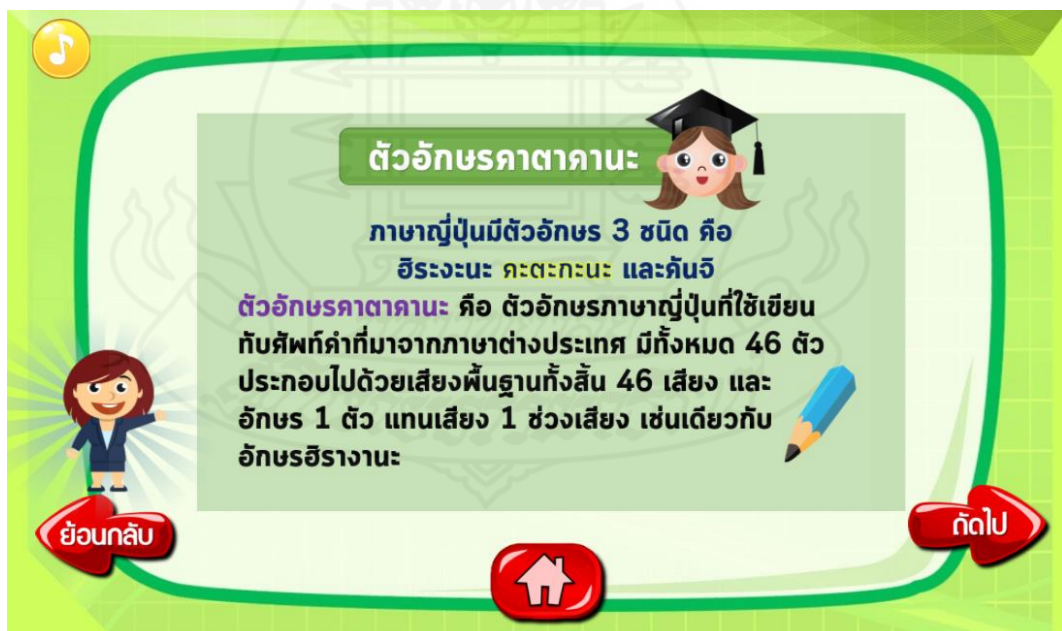 ตัวอักษรคาตาคานะ
ภาษาญี่ปุ่นมีตัวอักษร 3 ชนิด คือ
ฮิระงะนะ คะตะกะนะ และคันจิ
ตัวอักษรคาตาคานะ คือ ตัวอักษรภาษาญี่ปุ่นที่ใช้เขียน
ทับศัพท์คำที่มาจากภาษาต่างประเทศ มีทั้งหมด 46 ตัว
ประกอบไปด้วยเสียงพื้นฐานทั้งสิ้น 46 เสียง และ
อักษร 1 ตัว แทนเสียง 1 ช่วงเสียง เช่นเดียวกับ
อักษรฮิรางานะ
ย้อนกลับ
ถัดไป